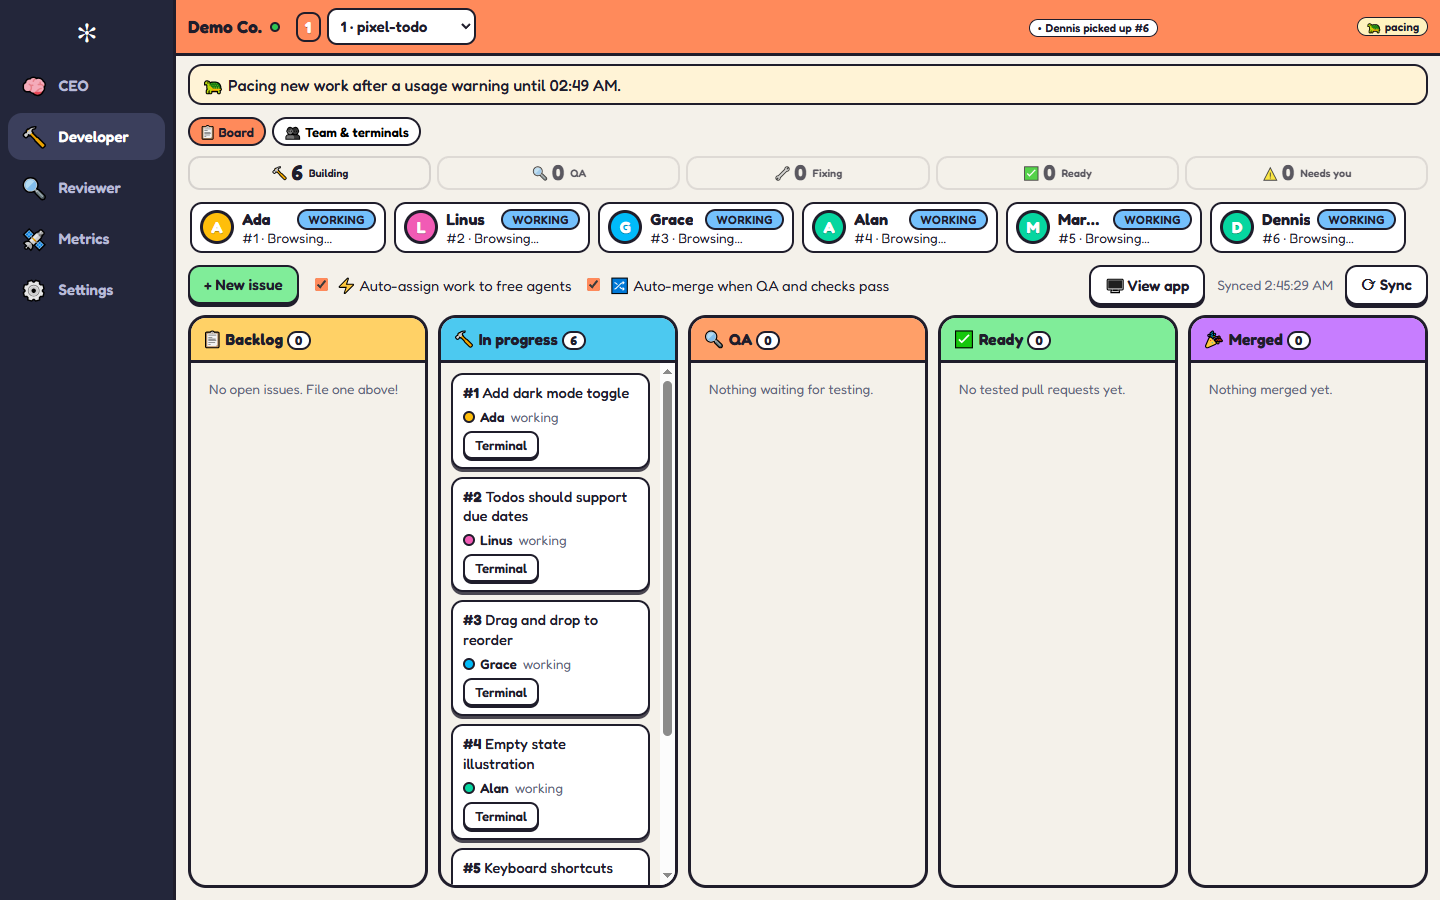 Demo Co. 1 1 · pixel-todo • Dennis picked up #6 pacing
CEO
Developer
Reviewer
Metrics
Settings
Pacing new work after a usage warning until 02:49 AM.
Board Team & terminals
6 Building 0 QA 0 Fixing 0 Ready 0 Needs you
A Ada WORKING
#1 · Browsing...
L Linus WORKING
#2 · Browsing...
G Grace WORKING
#3 · Browsing...
A Alan WORKING
#4 · Browsing...
M Mar... WORKING
#5 · Browsing...
D Dennis WORKING
#6 · Browsing...
+ New issue Auto-assign work to free agents Auto-merge when QA and checks pass View app Synced 2:45:29 AM Sync
Backlog 0
No open issues. File one above!
In progress 6
#1 Add dark mode toggle
Ada working
Terminal
#2 Todos should support
due dates
Linus working
Terminal
#3 Drag and drop to
reorder
Grace working
Terminal
#4 Empty state
illustration
Alan working
Terminal
#5 Keyboard shortcuts
QA 0
Nothing waiting for testing.
Ready 0
No tested pull requests yet.
Merged 0
Nothing merged yet.